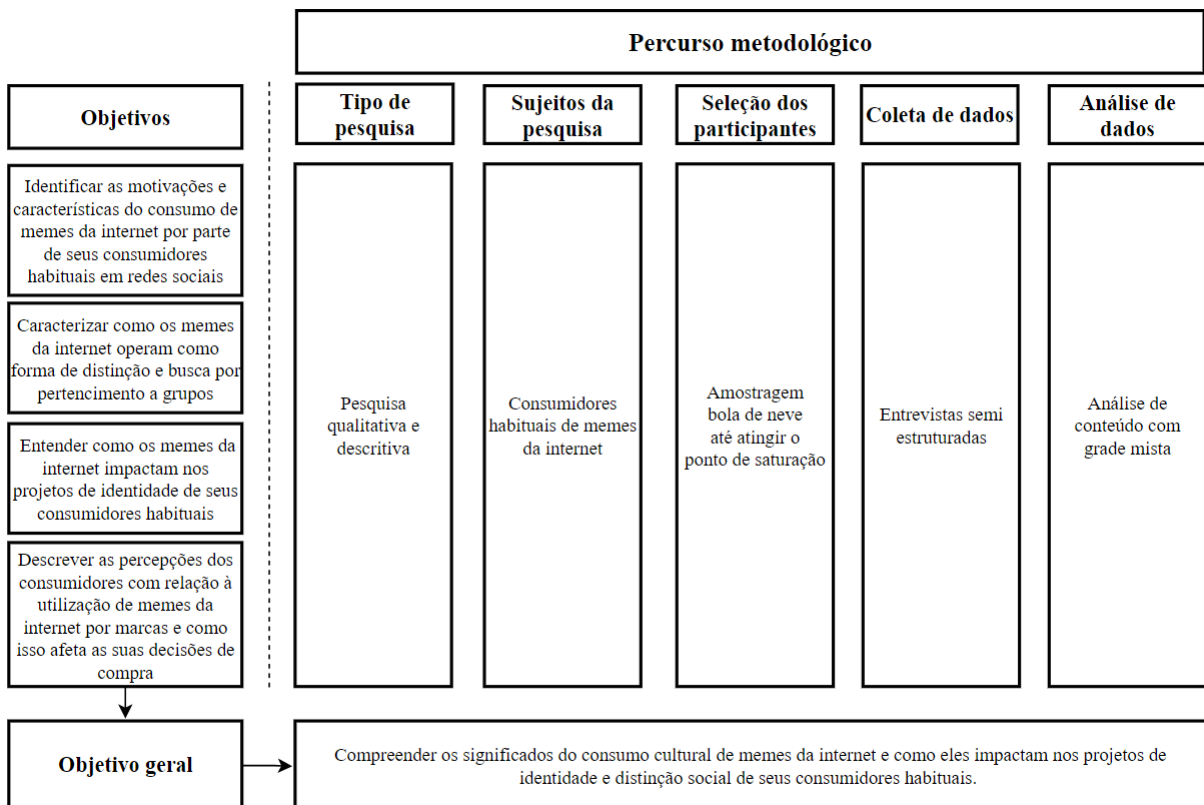 Percurso metodológico
Objetivos
Tipo de
pesquisa
Sujeitos da
pesquisa
Seleção dos
participantes
Coleta de dados
Análise de
dados
Identificar as motivações e
características do consumo de
memes da internet por parte
de seus consumidores
habituais em redes sociais
Caracterizar como os memes
da internet operam como
forma de distinção e busca por
pertencimento a grupos
Entender como os memes da
internet impactam nos
projetos de identidade de seus
consumidores habituais
Descrever as percepções dos
consumidores com relação à
utilização de memes da
internet por marcas e como
isso afeta as suas decisões de
compra
Pesquisa
qualitativa e
descritiva
Consumidores
habituais de memes
da internet
Amostragem
bola de neve
até atingir o
ponto de saturação
Entrevistas semi
estruturadas
Análise de
conteúdo com
grade mista
Objetivo geral
Compreender os significados do consumo cultural de memes da internet e como eles impactam nos projetos de
identidade e distinção social de seus consumidores habituais.